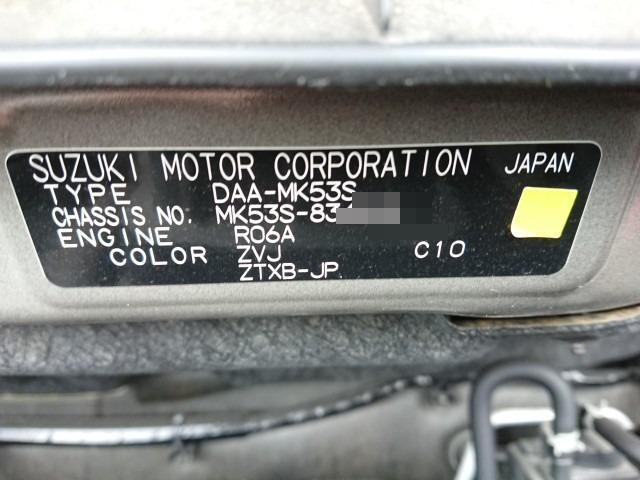 SUZUKI MOTOR CORPORATION JAPAN
TYPE DAA-MK53S
CHASSIS NO. MK53S-83
ENGINE R06A
COLOR ZVJ C10
ZTXB-JP